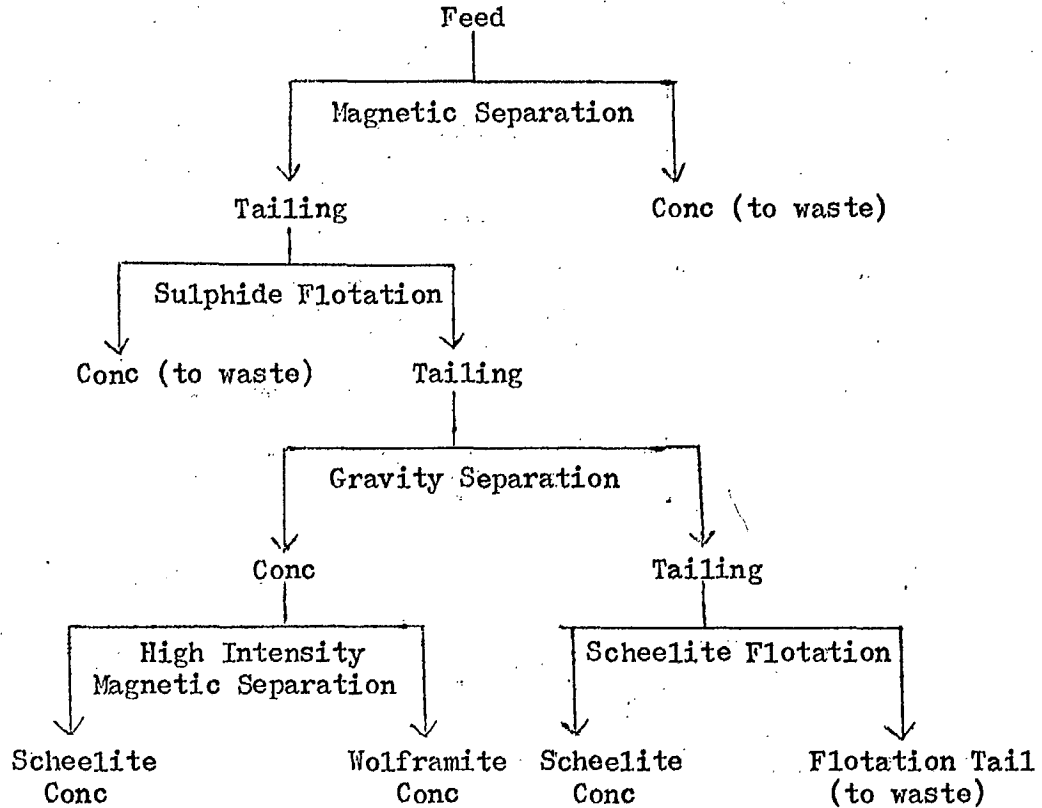 Feed
Magnetic Separation
Tailing
Conc (to waste)
Sulphide Flotation
Conc (to waste)
Tailing
Gravity Separation
Conc
Tailing
High Intensity
Magnetic Separation
Scheelite Flotation
Scheelite
Conc
Wolframite
Conc
Scheelite
Conc
Flotation Tail
(to waste)